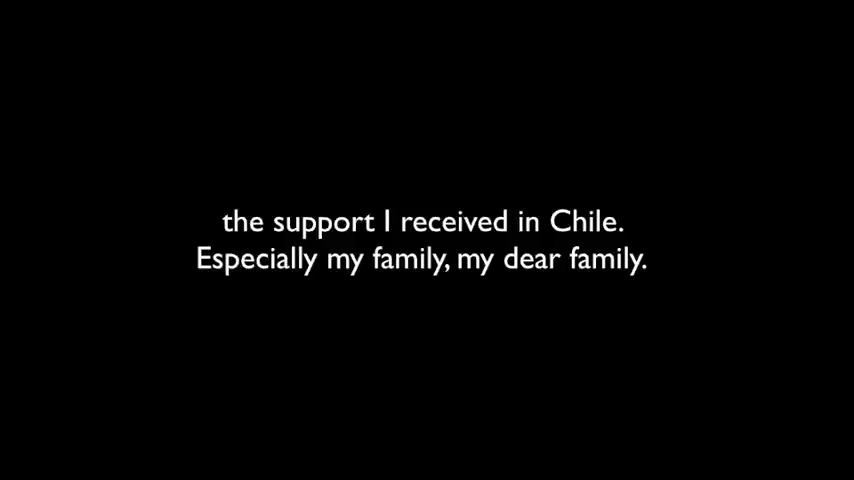 the support I received in Chile.
Especially my family, my dear family.